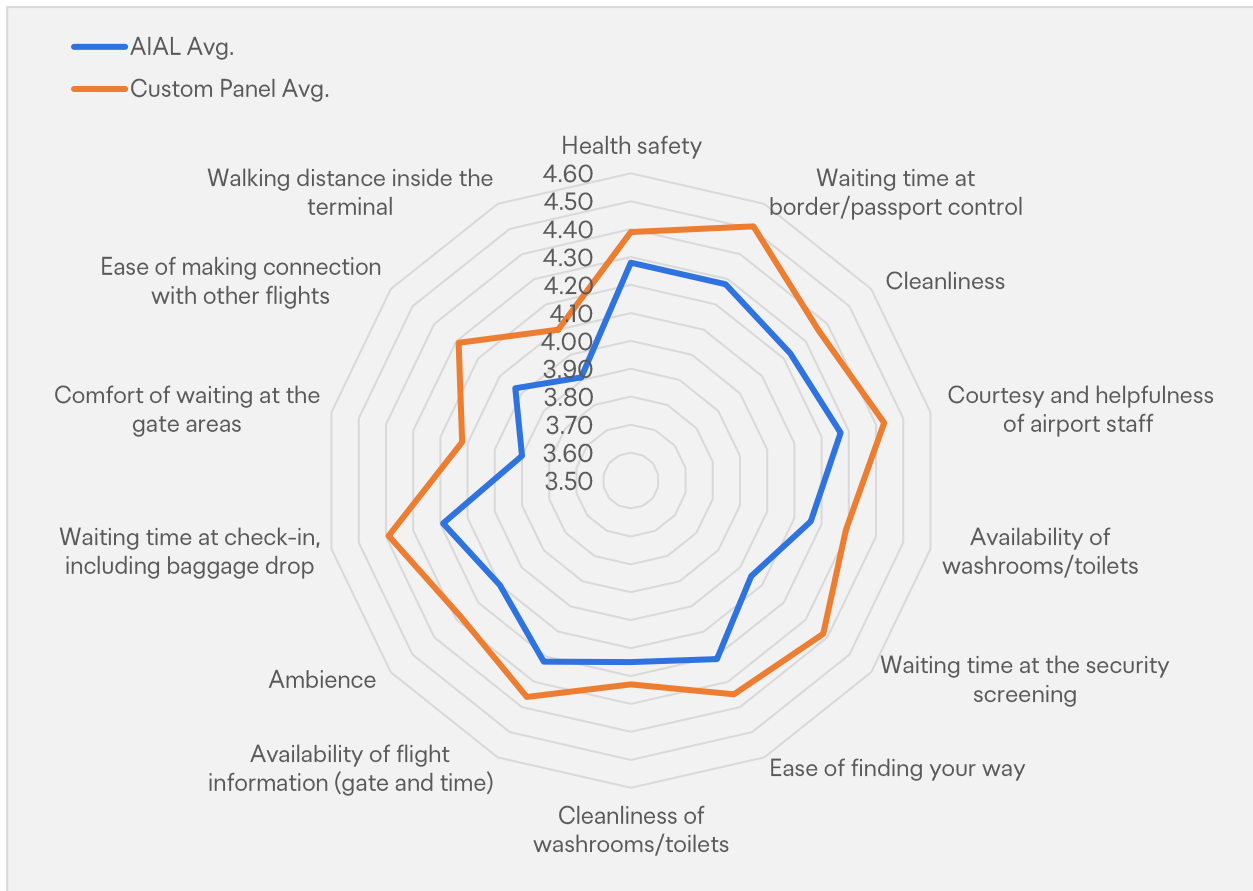 AIAL Avg.
Custom Panel Avg.
Health safety
Waiting time at
border/passport control
Cleanliness
Courtesy and helpfulness
of airport staff
Availability of
washrooms/toilets
Waiting time at the security
screening
Ease of finding your way
Cleanliness of
washrooms/toilets
Availability of flight
information (gate and time)
Ambience
Waiting time at check-in,
including baggage drop
Comfort of waiting at the
gate areas
Ease of making connection
with other flights
Walking distance inside the
terminal
4.60
4.50
4.40
4.30
4.20
4.10
4.00
3.90
3.80
3.70
3.60
3.50